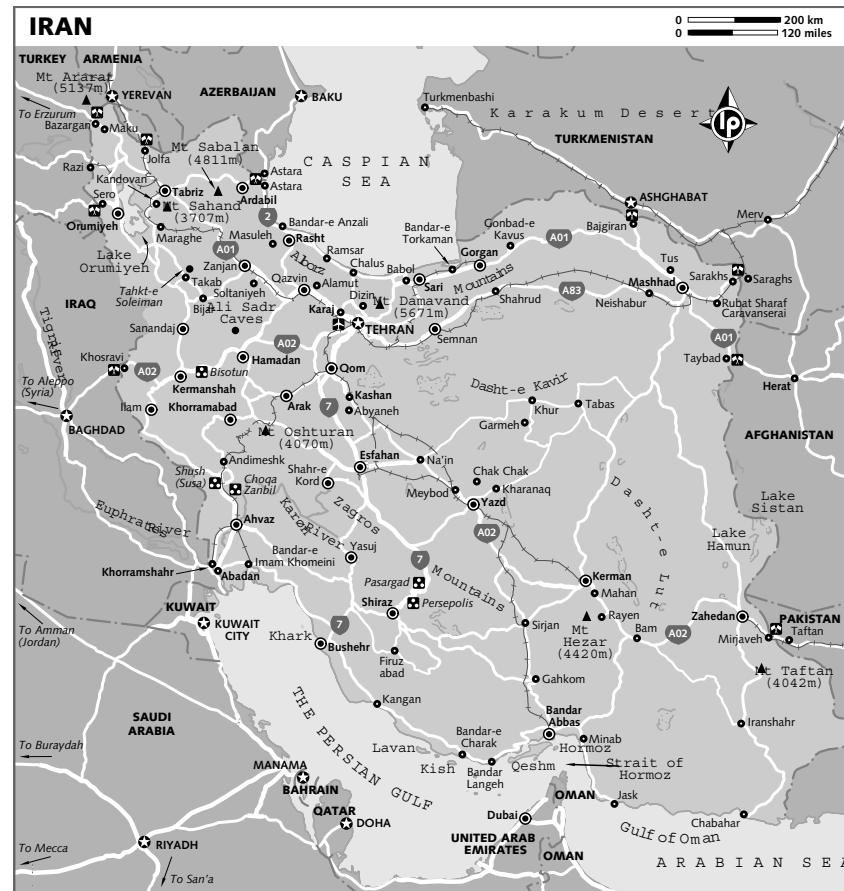 IRAN
0 200 km
0 120 miles
TURKEY
ARMENIA
Mt Ararat
(5137m)
YEREVAN
AZERBAIJAN
BAKU
Turkmenbashi
Karakum Desert
TURKMENISTAN
lp
To Erzurum
Bazargan
Maku
Jolfa
Mt Sabalan
(4811m)
Astara
Astara
CASPIAN
SEA
Razi
Kandovan
Tabriz
Ardabil
Sero
Mt Sahand
(3707m)
Orumiyeh
Maraghe
Lake
Orumiyeh
2
Bandar-e Anzali
Masuleh
Rasht
Ramsar
Chalus
Alborz
A01
Zanjan
Qazvin
Alamut
Dizin
Bandar-e
Torkaman
Gonbad-e
Kavus
Gorgan
Babol
Sari
Mountains
A01
ASHGHABAT
Bajgiran
Merv
Tus
Mashhad
Sarakhs
Saraghs
A83
Shahrud
Neishabur
Rubat Sharaf
Caravanserai
A01
Taybad
Herat
Tahkt-e
Soleiman
Takab
Soltaniyeh
Bijar
Ali Sadr
Caves
IRAQ
Tigris River
Sanandaj
Karaj
Mt Damavand
(5671m)
TEHRAN
Semnan
Khosravi
A02
A02
Hamadan
Bisotun
Kermanshah
Qom
To Aleppo
(Syria)
Ilam
Khorramabad
Arak
7
Kashan
Abyaneh
Dasht-e Kavir
Khur
Tabas
Garmeh
BAGHDAD
Mt Oshturan
(4070m)
AFGHANISTAN
Andimeshk
Shush
(Susa)
Choqa
Zanbil
Shahr-e
Kord
Esfahan
Na'in
Chak Chak
Meybod
Kharanaq
Yazd
Dasht-e Lut
Lake
Sistan
Lake
Hamun
Euphrates River
Karon River
Zagros
Mountains
Ahvaz
A02
Bandar-e
Imam Khomeini
Yasuj
7
Khorramshahr
Abadan
Pasargad
Persepolis
Kerman
Mahan
Rayen
KUWAIT
KUWAIT
CITY
Shiraz
Sirjan
Mt
Hezar
(4420m)
Bam
A02
Zahedan
PAKISTAN
Mirjaveh
Taftan
Mt Taftan
(4042m)
To Amman
(Jordan)
Khark
7
Bushehr
Firuz
abad
Gahkom
Kangan
Bandar
Abbas
Iranshahr
THE PERSIAN GULF
SAUDI
ARABIA
Lavan
Kish
Bandar-e
Charak
Bandar
Langeh
Qeshm
Hormoz
Minab
Strait of
Hormoz
To Buraydah
MANAMA
BAHRAIN
QATAR
DOHA
Dubai
OMAN
Jask
Chabahar
Gulf of Oman
UNITED ARAB
EMIRATES
OMAN
ARABIAN SEA
To Mecca
RIYADH
To San'a